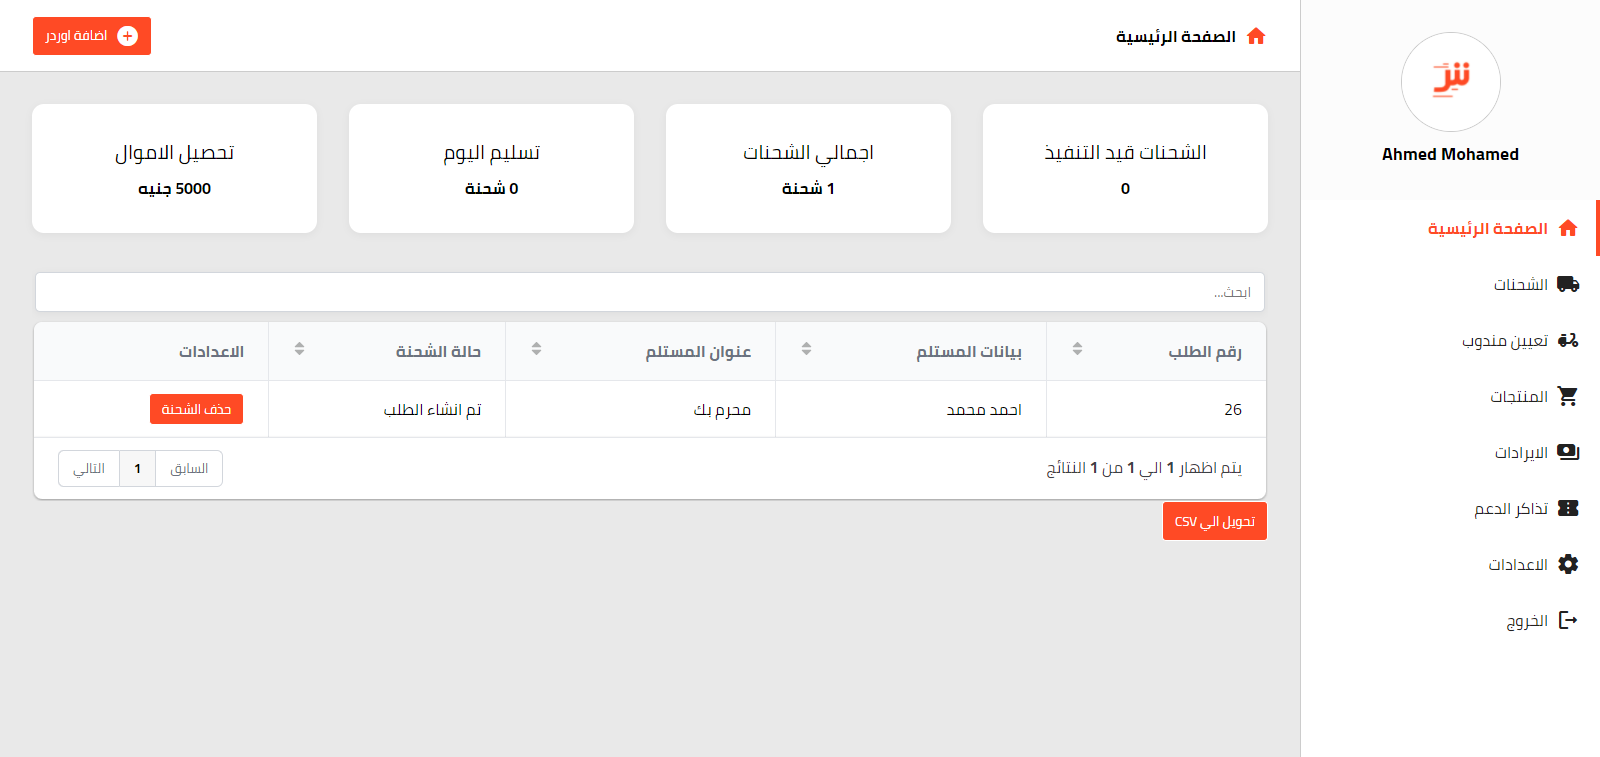 Ahmed Mohamed
الصفحة الرئيسية
الشحنات
تعيين مندوب
المنتجات
الايرادات
تذاكر الدعم
الاعدادات
الخروج
الصفحة الرئيسية
اضافة اوردر
الشحنات قيد التنفيذ
0
اجمالي الشحنات
1 شحنة
تسليم اليوم
0 شحنة
تحصيل الاموال
5000 جنيه
ابحث...
رقم الطلب بيانات المستلم عنوان المستلم حالة الشحنة الاعدادات
26 احمد محمد محرم بك تم انشاء الطلب حذف الشحنة
يتم اظهار 1 الي 1 من 1 النتائج
السابق 1 التالي
تحويل الي CSV